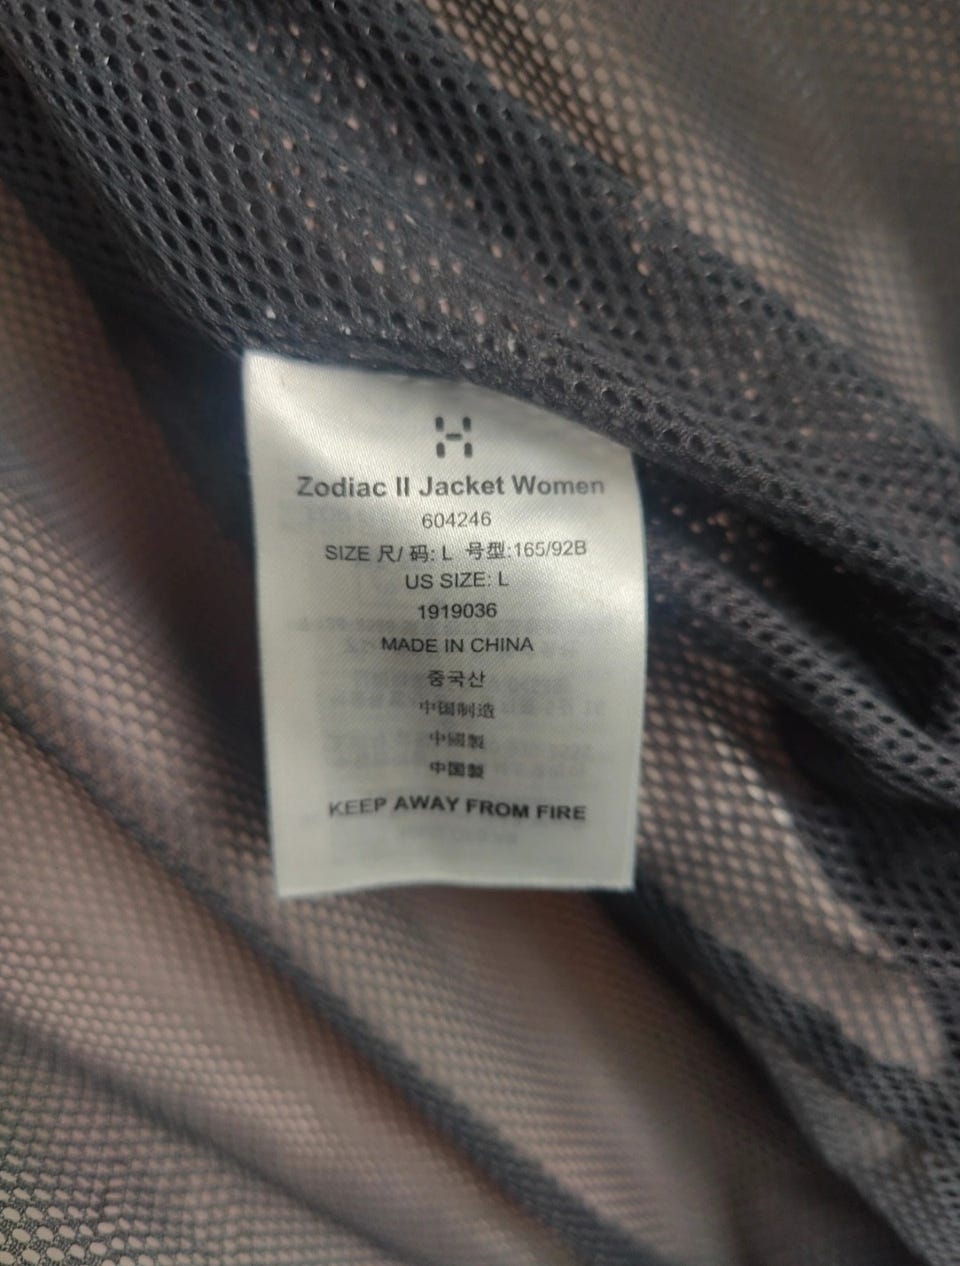 Zodiac II Jacket Women
604246
SIZE 尺/ 码: L 号型:165/92B
US SIZE: L
1919036
MADE IN CHINA
중국산
中国制造
中國製
中国製
KEEP AWAY FROM FIRE